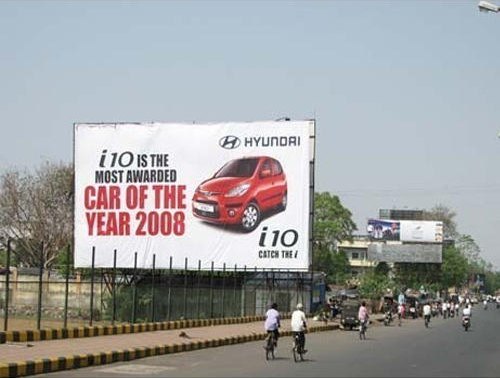 i10 IS THE
MOST AWARDED
CAR OF THE
YEAR 2008
HYUNDAI
i10
CATCH THE i